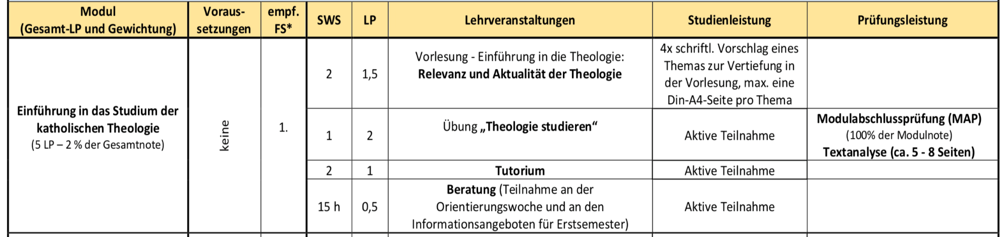 Modul
(Gesamt-LP und Gewichtung)
Voraus-
setzungen
empf.
FS*
SWS
LP
Lehrveranstaltungen
Studienleistung
Prüfungsleistung
Einführung in das Studium der
katholischen Theologie
(5 LP – 2 % der Gesamtnote)
keine
1.
2
1,5
Vorlesung - Einführung in die Theologie:
Relevanz und Aktualität der Theologie
4x schriftl. Vorschlag eines
Themas zur Vertiefung in
der Vorlesung, max. eine
Din-A4-Seite pro Thema
1
2
Übung „Theologie studieren“
Aktive Teilnahme
Modulabschlussprüfung (MAP)
(100% der Modulnote)
Textanalyse (ca. 5 - 8 Seiten)
2
1
Tutorium
Aktive Teilnahme
15 h
0,5
Beratung (Teilnahme an der
Orientierungswoche und an den
Informationsangeboten für Erstsemester)
Aktive Teilnahme